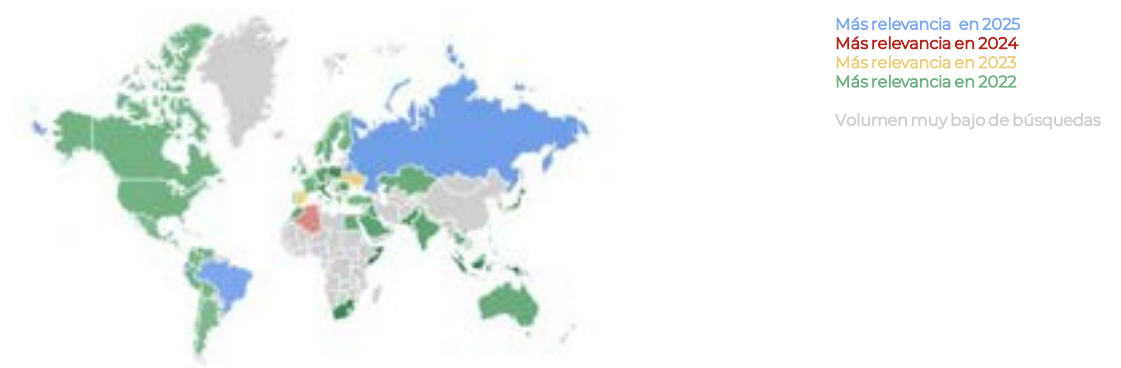 Más relevancia en 2025
Más relevancia en 2024
Más relevancia en 2023
Más relevancia en 2022
Volumen muy bajo de búsquedas